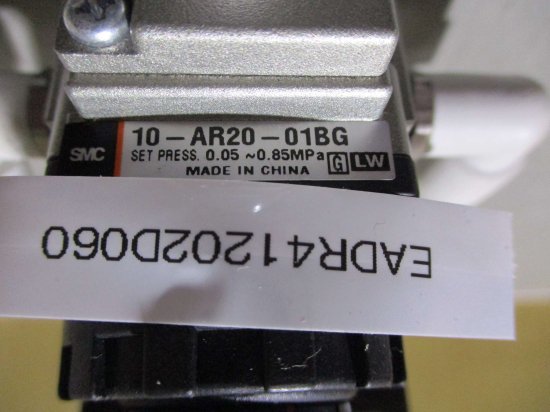 SMC
10-AR20-01BG
SET PRESS. 0.05 ~0.85MPa G LW
MADE IN CHINA
EADR41202D060